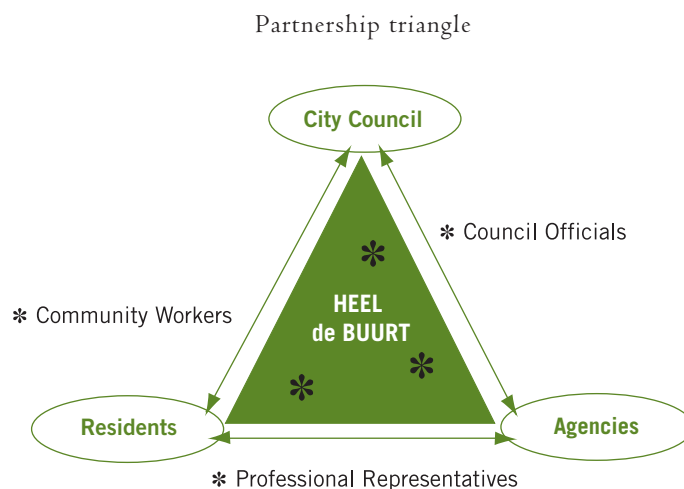 Partnership triangle
City Council
* Council Officials
HEEL
de BUURT
* Community Workers
Residents
Agencies
* Professional Representatives